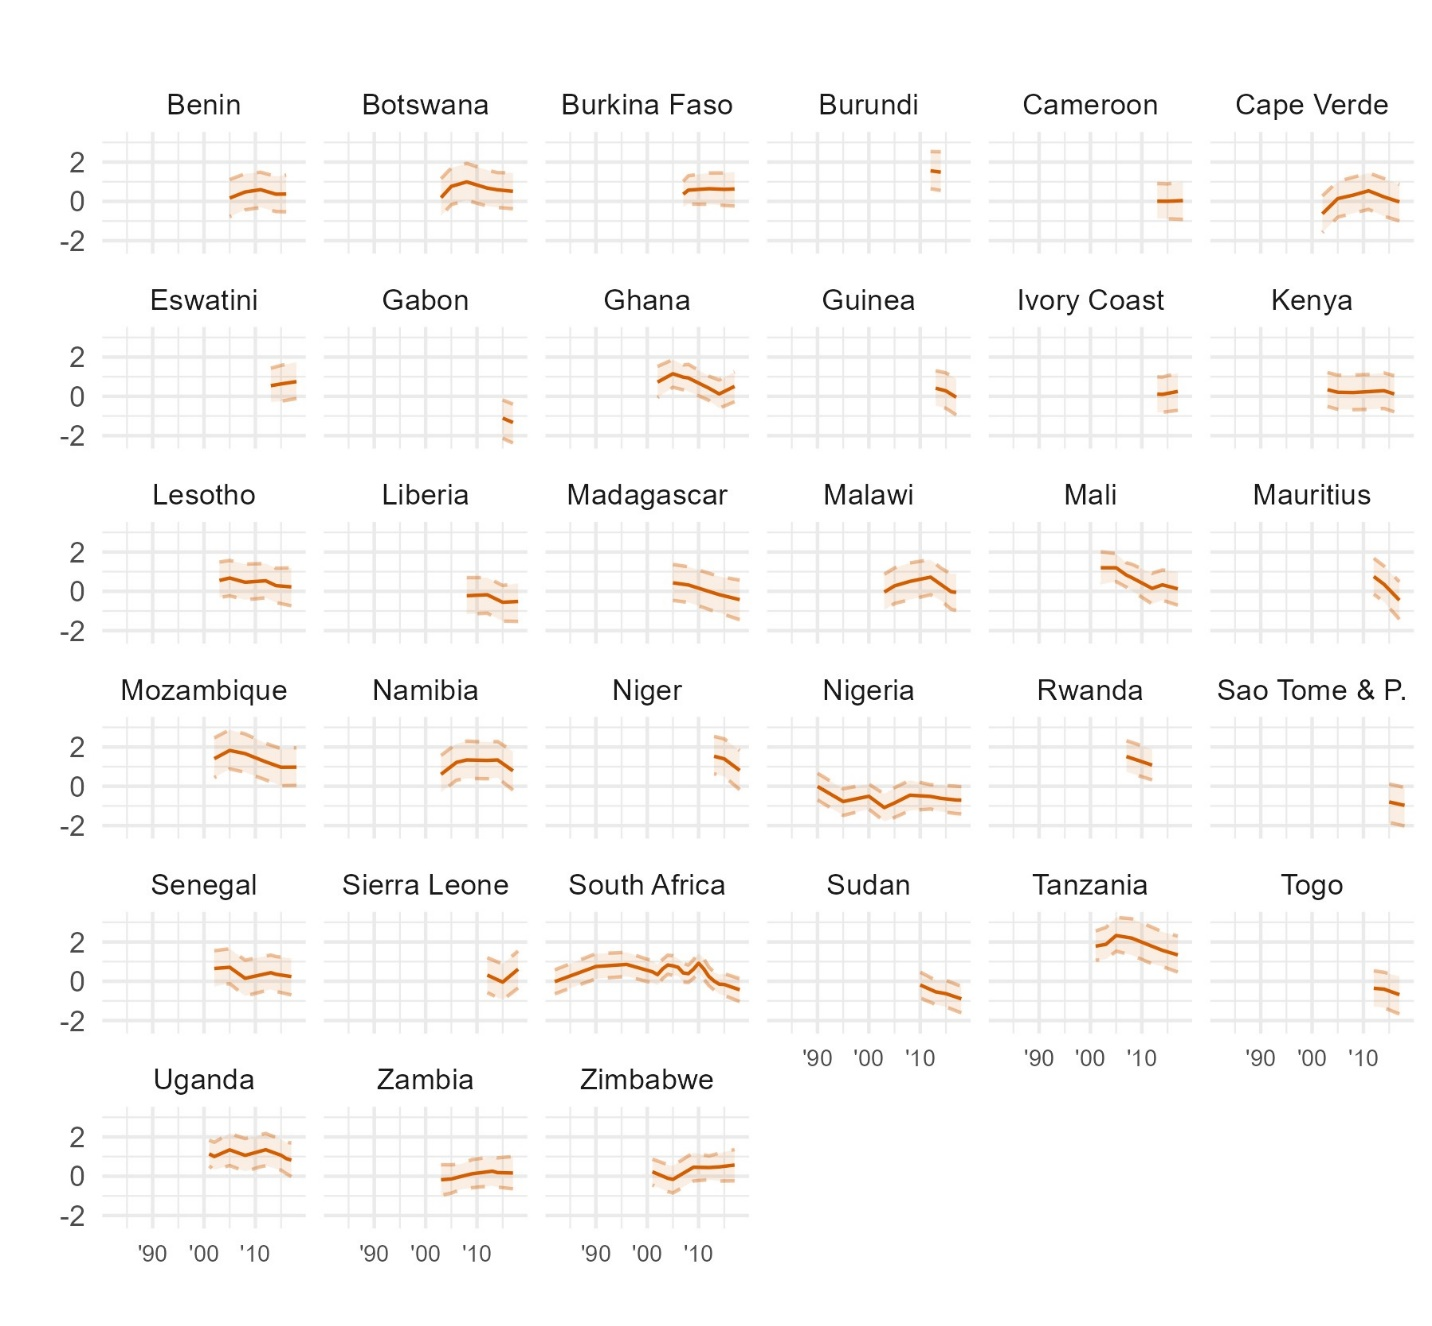 Benin Botswana Burkina Faso Burundi Cameroon Cape Verde
2
0
-2
Eswatini Gabon Ghana Guinea Ivory Coast Kenya
2
0
-2
Lesotho Liberia Madagascar Malawi Mali Mauritius
2
0
-2
Mozambique Namibia Niger Nigeria Rwanda Sao Tome & P.
2
0
-2
Senegal Sierra Leone South Africa Sudan Tanzania Togo
2
0
-2
'90 '00 '10 '90 '00 '10 '90 '00 '10
Uganda Zambia Zimbabwe
2
0
-2
'90 '00 '10 '90 '00 '10 '90 '00 '10